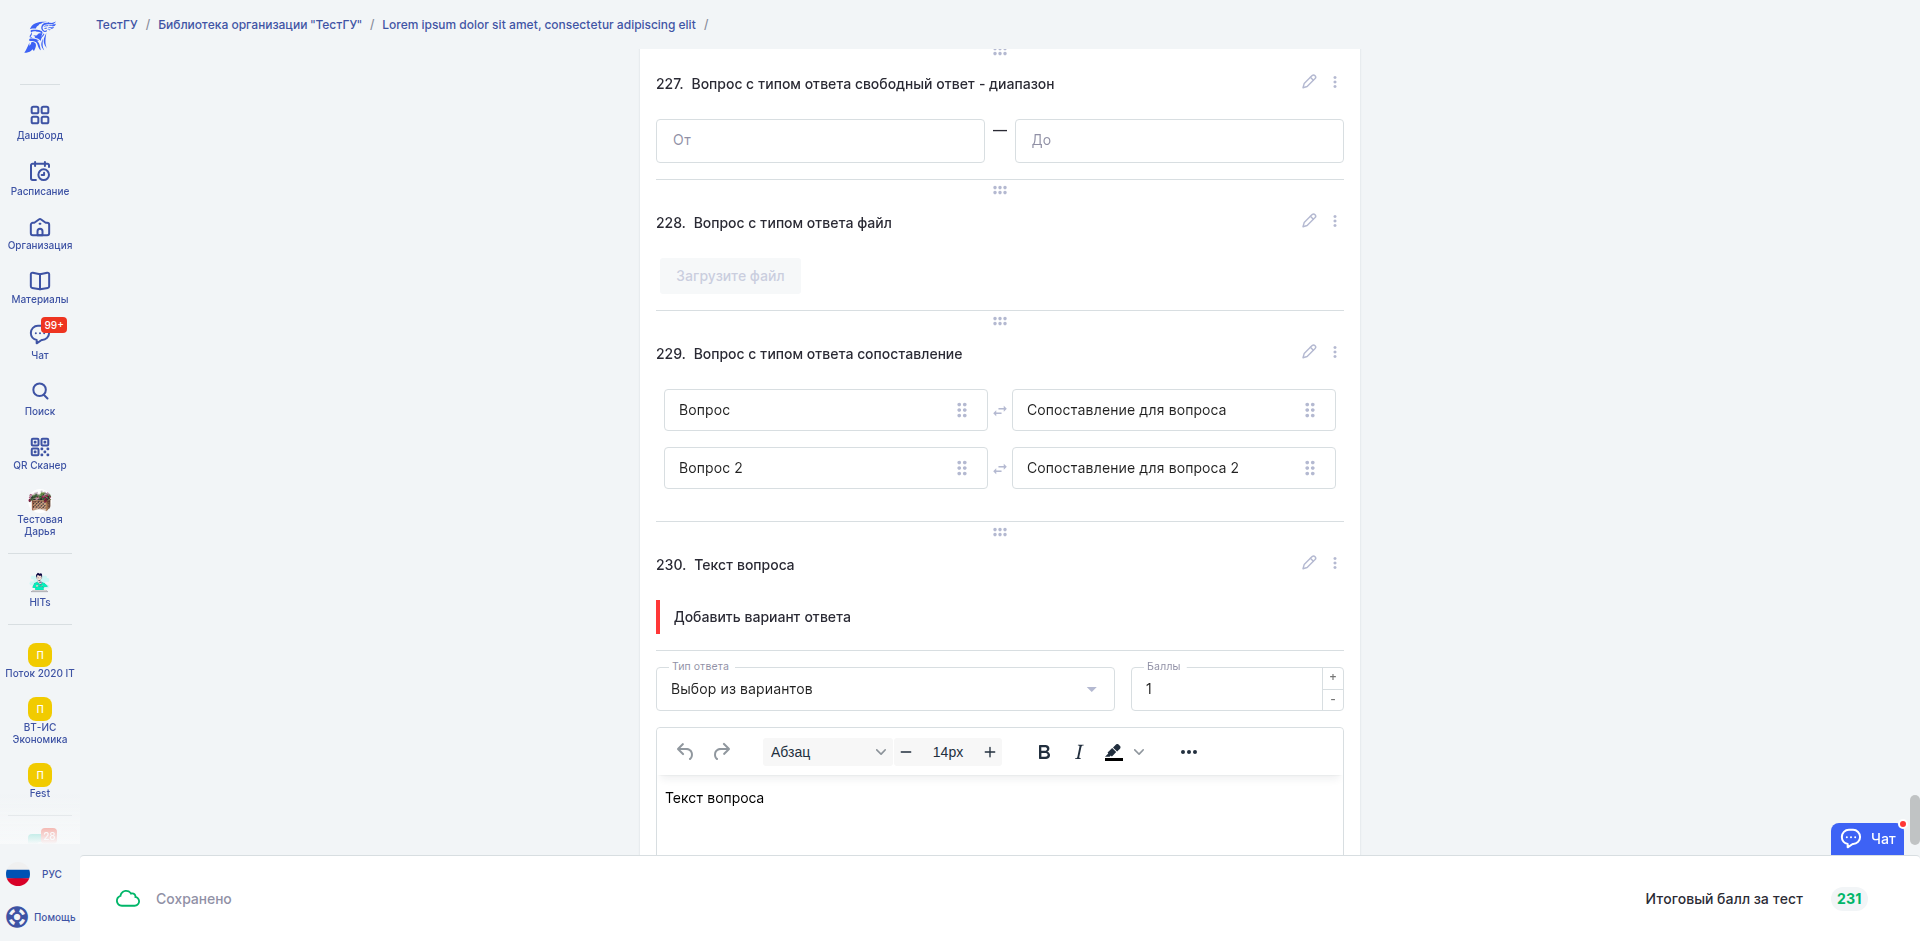 ТестГУ / Библиотека организации "ТестГУ" / Lorem ipsum dolor sit amet, consectetur adipiscing elit /
Дашборд
Расписание
Организация
Материалы
99+
Чат
Поиск
QR Сканер
Тестовая
Дарья
HITs
П
Поток 2020 IT
П
ВТ-ИС
Экономика
П
Fest
28
РУС
Помощь
227. Вопрос с типом ответа свободный ответ - диапазон
От — До
228. Вопрос с типом ответа файл
Загрузите файл
229. Вопрос с типом ответа сопоставление
Вопрос Сопоставление для вопроса
Вопрос 2 Сопоставление для вопроса 2
230. Текст вопроса
Добавить вариант ответа
Тип ответа Баллы
Выбор из вариантов 1 + -
Абзац − 14px + B I
Текст вопроса
Чат
Сохранено
Итоговый балл за тест 231